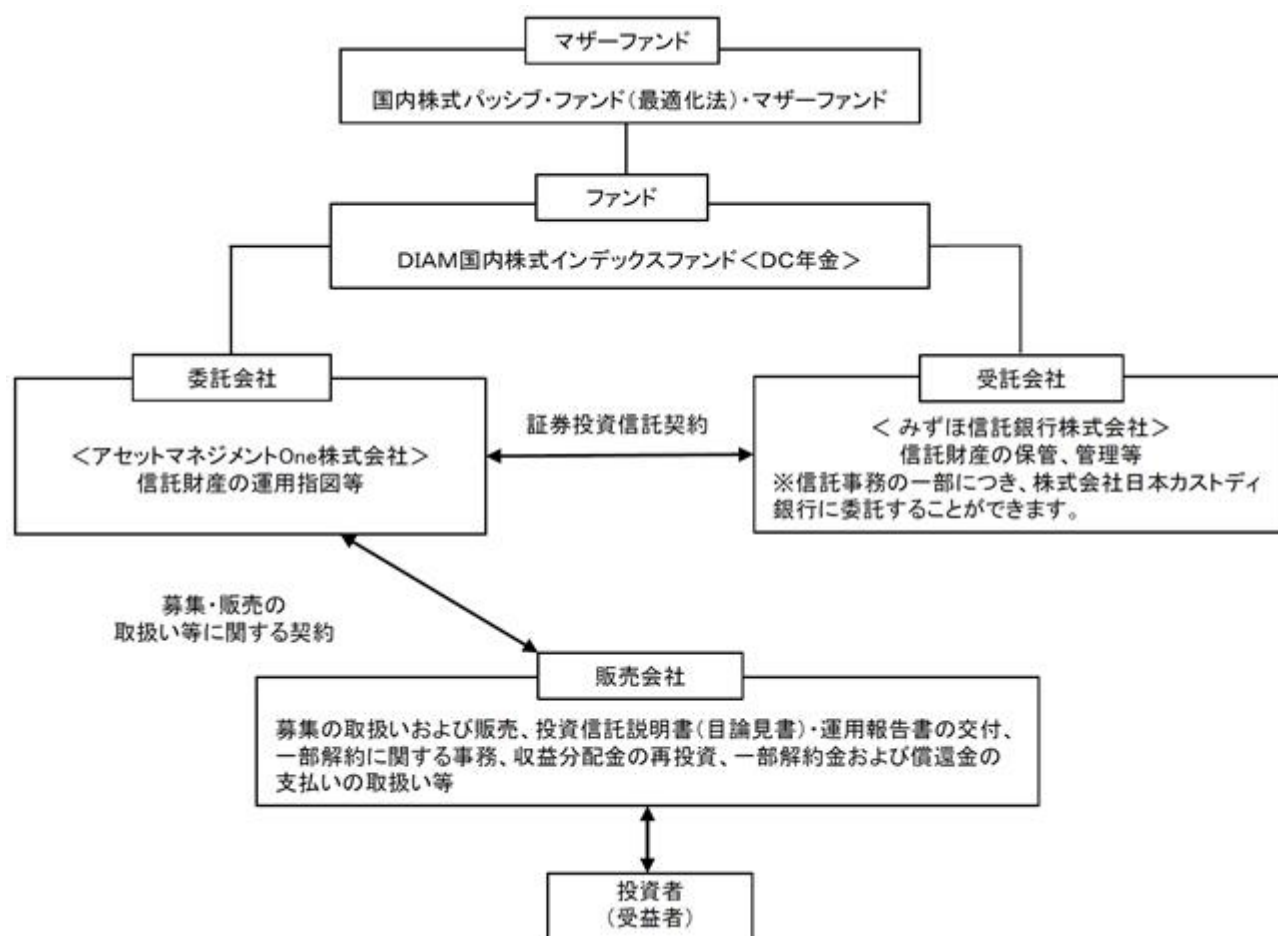 マザーファンド
国内株式パッシブ・ファンド(最適化法)・マザーファンド
ファンド
DIAM国内株式インデックスファンド<DC年金>
委託会社
<アセットマネジメントOne株式会社>
信託財産の運用指図等
証券投資信託契約
受託会社
< みずほ信託銀行株式会社>
信託財産の保管、管理等
※信託事務の一部につき、株式会社日本カストディ
銀行に委託することができます。
募集・販売の
取扱い等に関する契約
販売会社
募集の取扱いおよび販売、投資信託説明書(目論見書)・運用報告書の交付、
一部解約に関する事務、収益分配金の再投資、一部解約金および償還金の
支払いの取扱い等
投資者
(受益者)